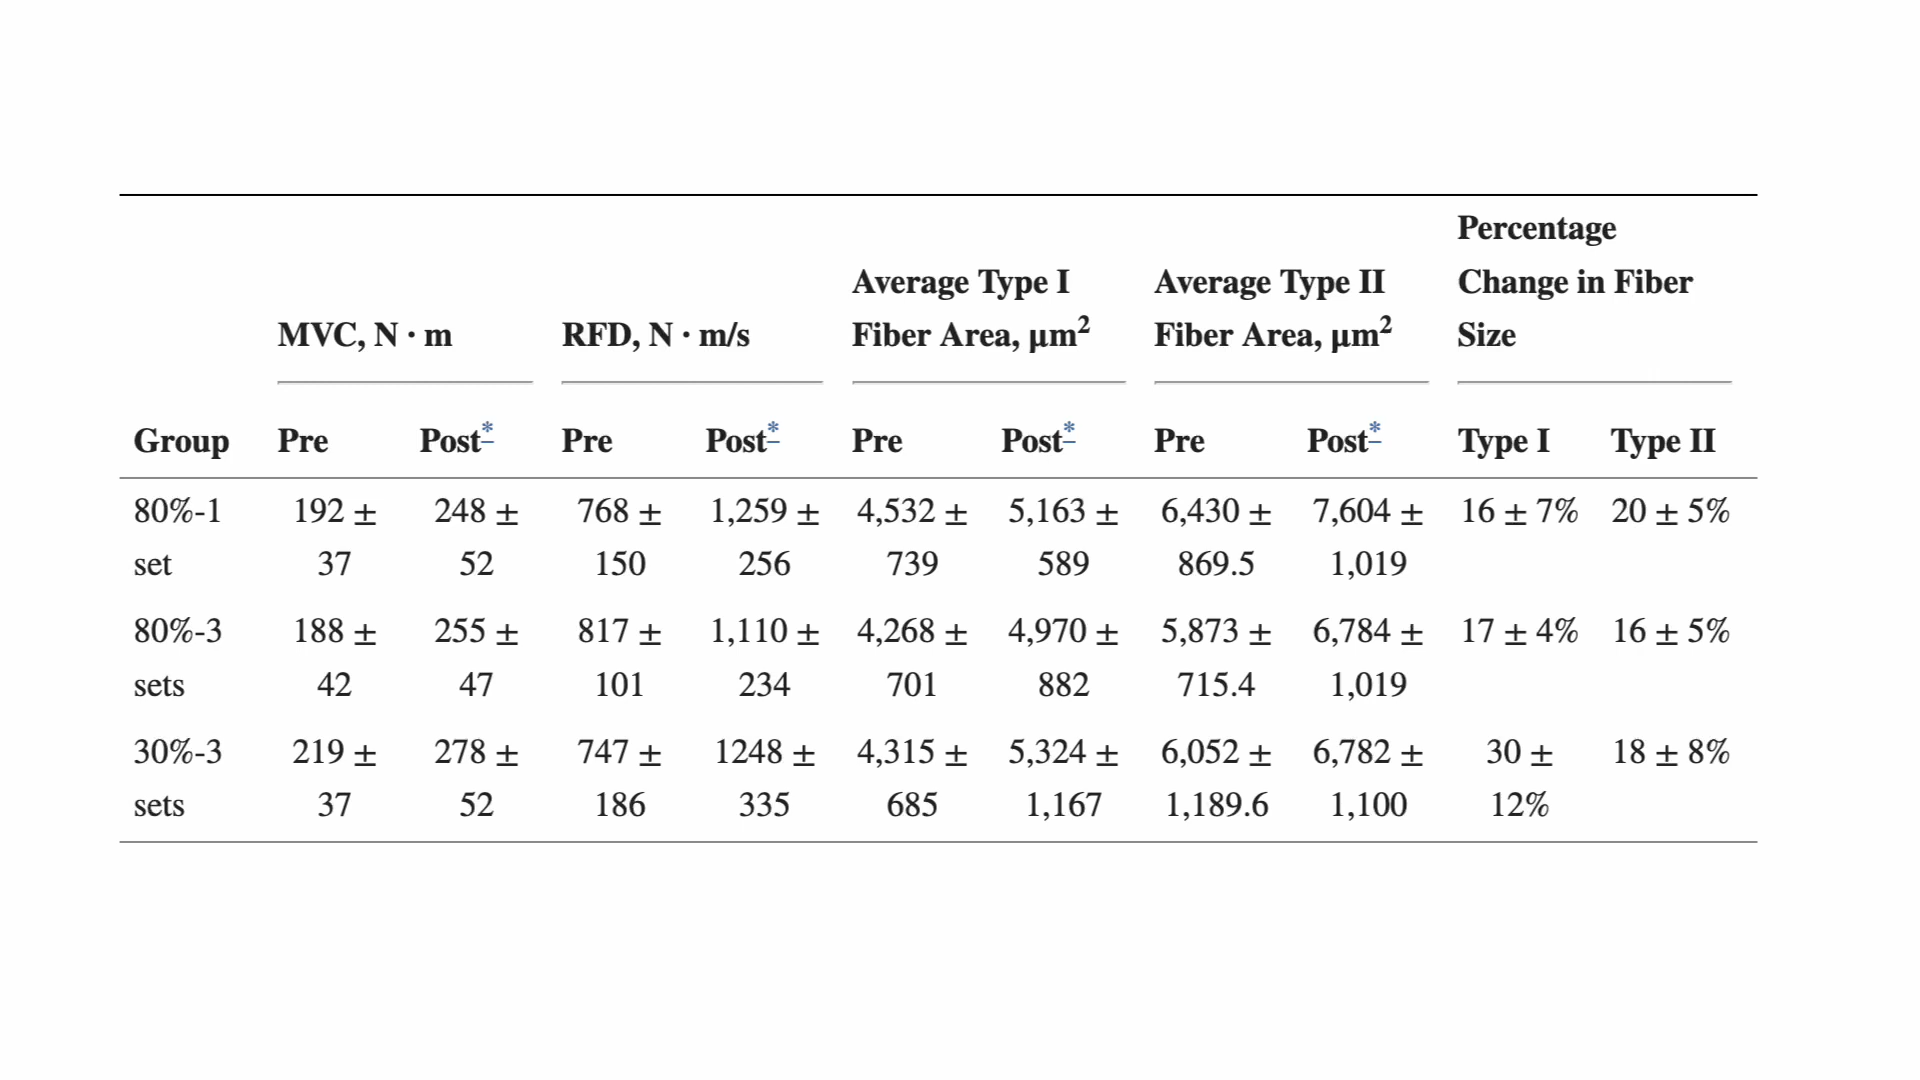 Percentage
Average Type I Average Type II Change in Fiber
MVC, N · m RFD, N · m/s Fiber Area, μm² Fiber Area, μm² Size
Group Pre Post* Pre Post* Pre Post* Pre Post* Type I Type II
80%-1 192 ± 248 ± 768 ± 1,259 ± 4,532 ± 5,163 ± 6,430 ± 7,604 ± 16 ± 7% 20 ± 5%
set 37 52 150 256 739 589 869.5 1,019
80%-3 188 ± 255 ± 817 ± 1,110 ± 4,268 ± 4,970 ± 5,873 ± 6,784 ± 17 ± 4% 16 ± 5%
sets 42 47 101 234 701 882 715.4 1,019
30%-3 219 ± 278 ± 747 ± 1248 ± 4,315 ± 5,324 ± 6,052 ± 6,782 ± 30 ± 18 ± 8%
sets 37 52 186 335 685 1,167 1,189.6 1,100 12%